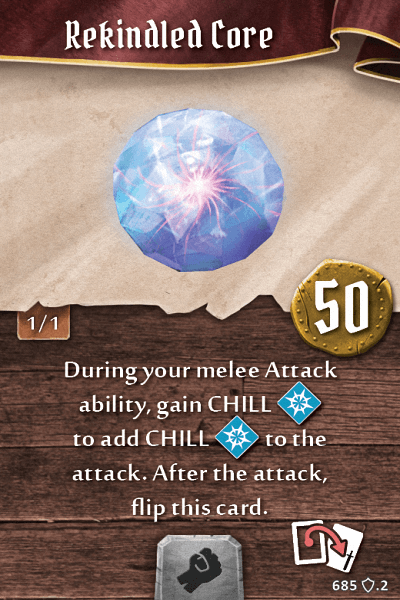 Rekindled Core
50
1/1
During your melee Attack
ability, gain CHILL
to add CHILL to the
attack. After the attack,
flip this card.
685 .2